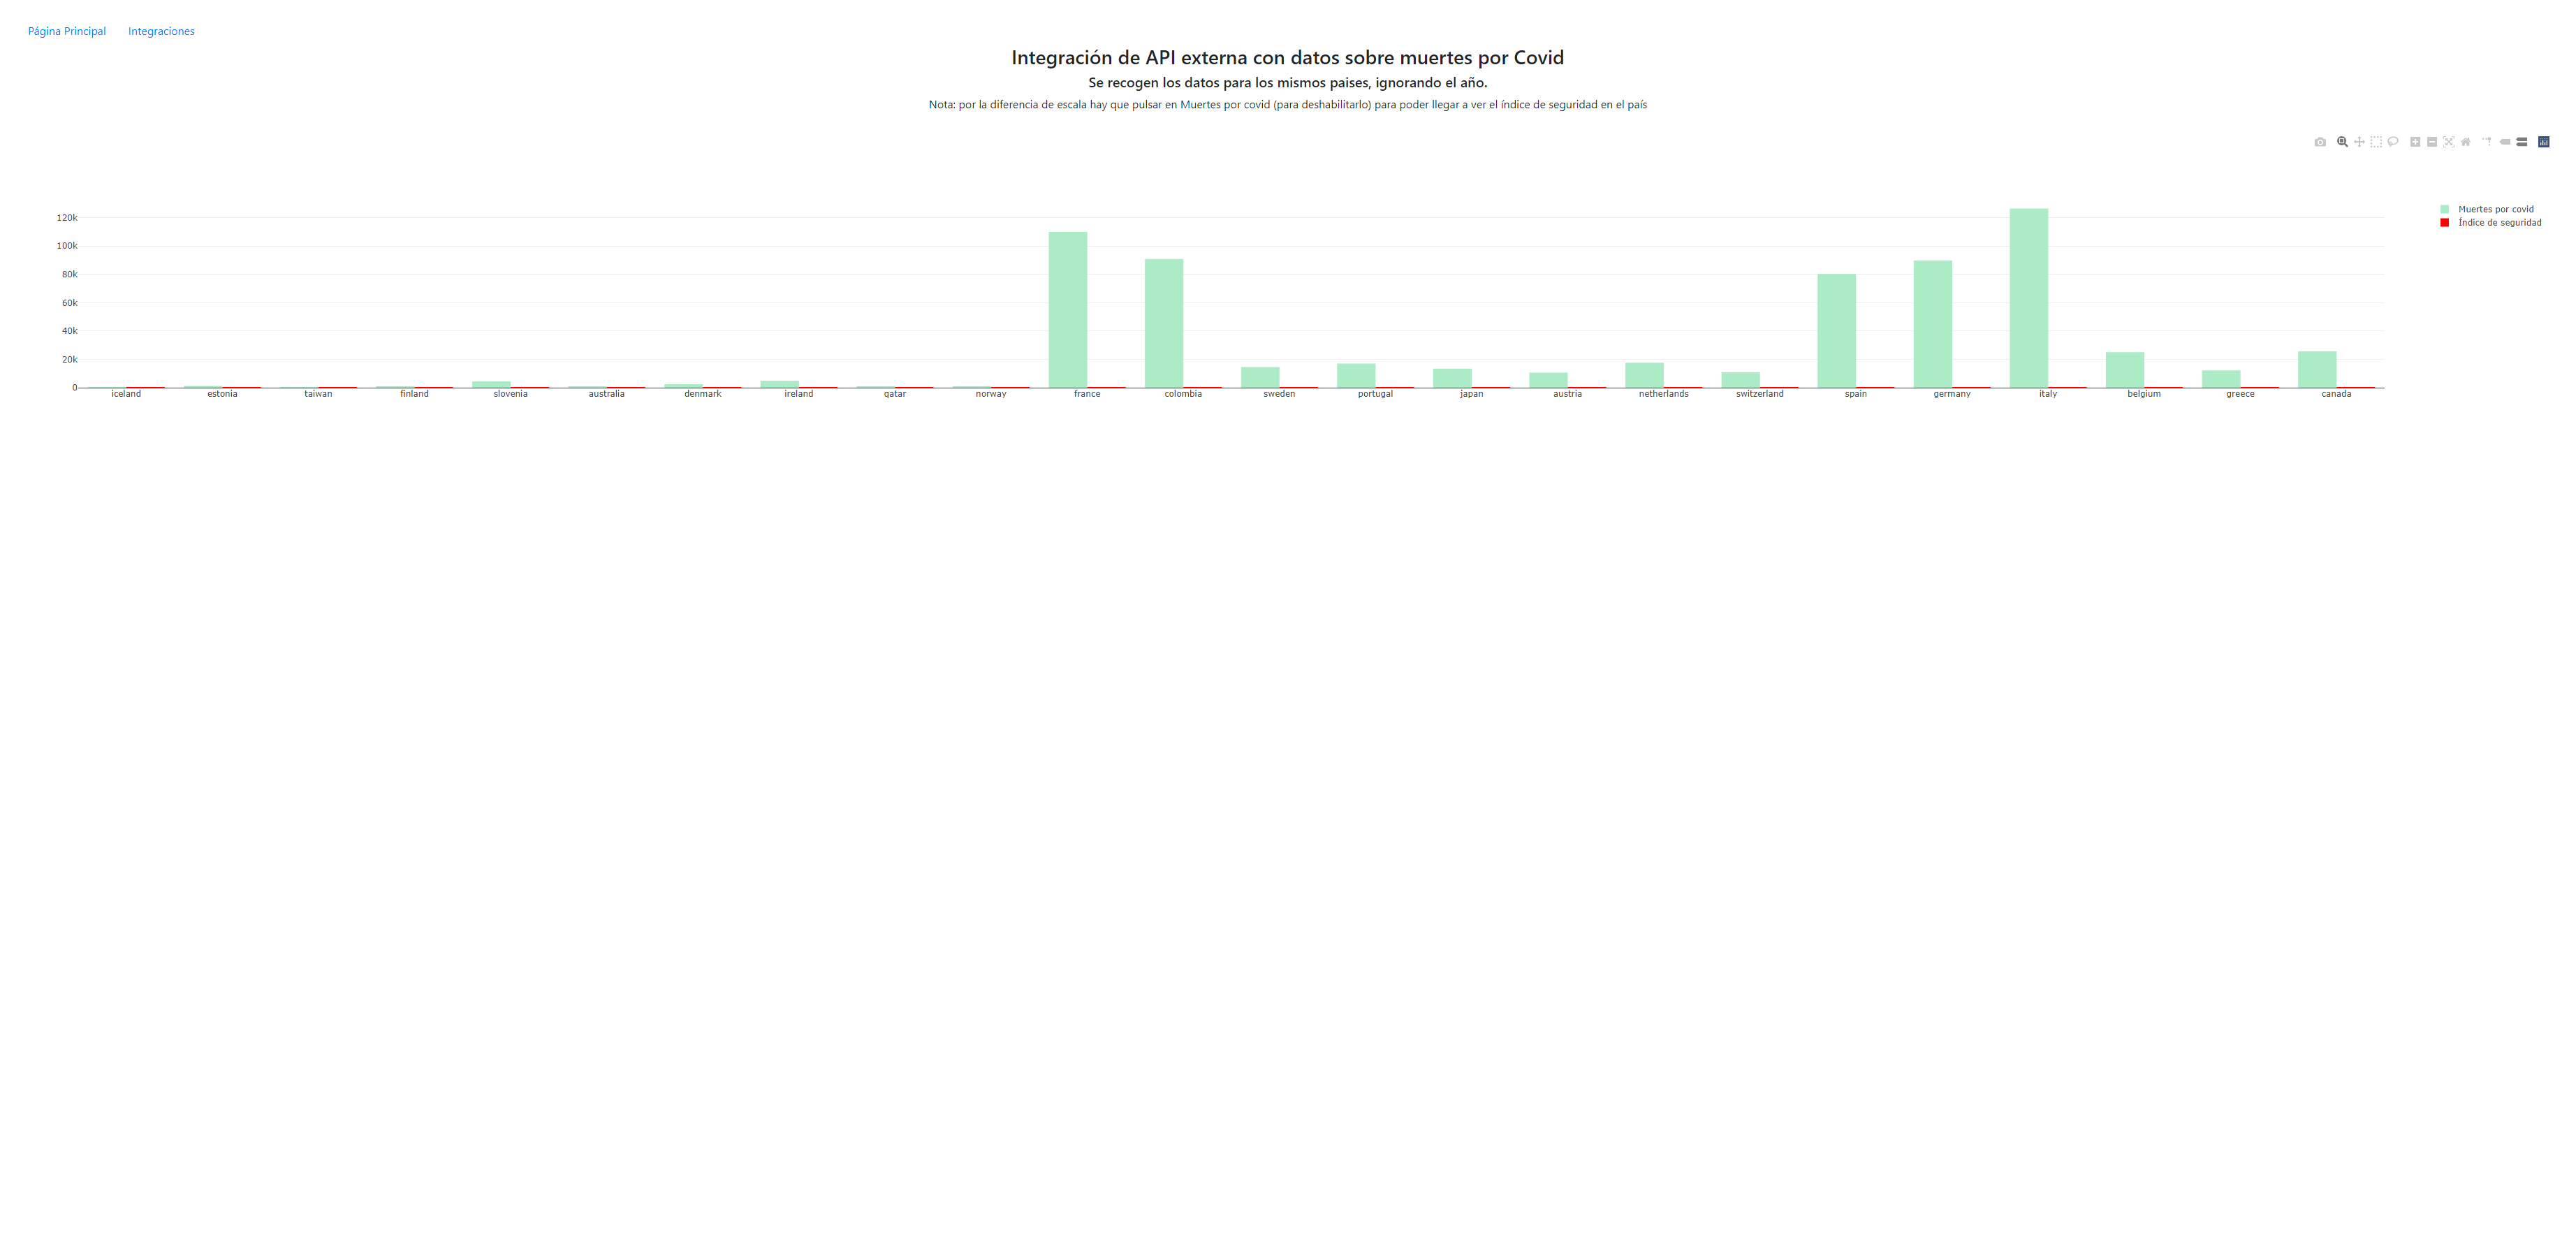 Página Principal Integraciones
Integración de API externa con datos sobre muertes por Covid
Se recogen los datos para los mismos paises, ignorando el año.
Nota: por la diferencia de escala hay que pulsar en Muertes por covid (para deshabilitarlo) para poder llegar a ver el índice de seguridad en el país
Muertes por covid
Índice de seguridad
120k
100k
80k
60k
40k
20k
0
iceland estonia taiwan finland slovenia australia denmark ireland qatar norway france colombia sweden portugal japan austria netherlands switzerland spain germany italy belgium greece canada